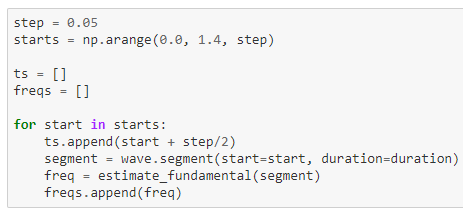 step = 0.05
starts = np.arange(0.0, 1.4, step)
ts = []
freqs = []
for start in starts:
    ts.append(start + step/2)
    segment = wave.segment(start=start, duration=duration)
    freq = estimate_fundamental(segment)
    freqs.append(freq)